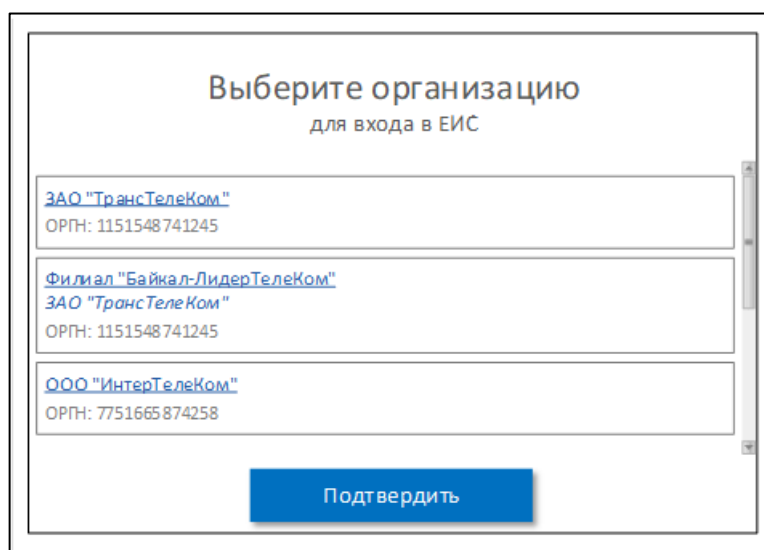 Выберите организацию
для входа в ЕИС
ЗАО "ТрансТелеКом"
ОРГН: 1151548741245
Филиал "Байкал-ЛидерТелеКом"
ЗАО "ТрансТелеКом"
ОРГН: 1151548741245
ООО "ИнтерТелеКом"
ОРГН: 7751665874258
Подтвердить